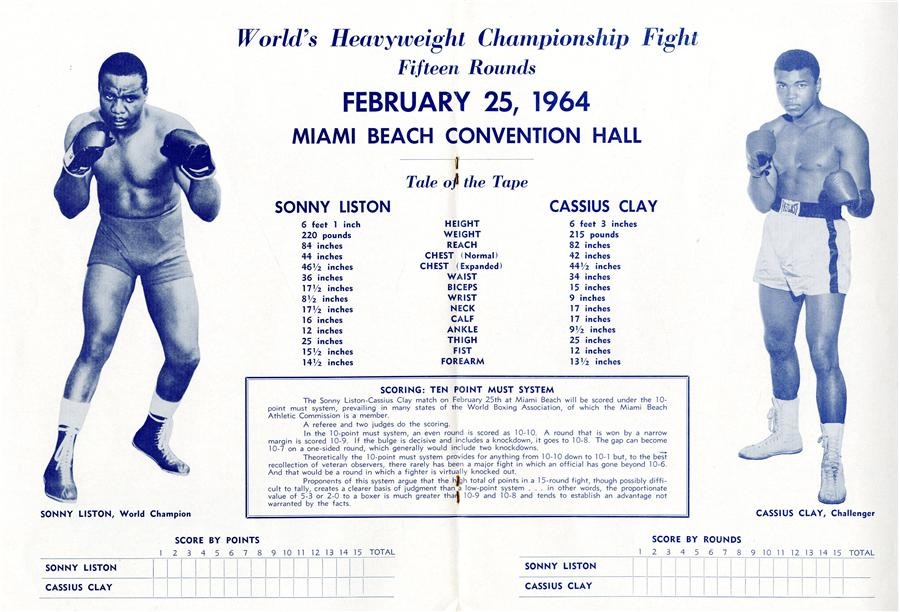 World's Heavyweight Championship Fight
Fifteen Rounds
FEBRUARY 25, 1964
MIAMI BEACH CONVENTION HALL
Tale of the Tape
SONNY LISTON CASSIUS CLAY
6 feet 1 inch HEIGHT 6 feet 3 inches
220 pounds WEIGHT 215 pounds
84 inches REACH 82 inches
44 inches CHEST (Normal) 42 inches
46½ inches CHEST (Expanded) 44½ inches
36 inches WAIST 34 inches
17½ inches BICEPS 15 inches
8½ inches WRIST 9 inches
17½ inches NECK 17 inches
16 inches CALF 17 inches
12 inches ANKLE 9½ inches
25 inches THIGH 25 inches
15½ inches FIST 12 inches
14½ inches FOREARM 13½ inches
SCORING: TEN POINT MUST SYSTEM
The Sonny Liston-Cassius Clay match on February 25th at Miami Beach will be scored under the 10-
point must system, prevailing in many states of the World Boxing Association, of which the Miami Beach
Athletic Commission is a member.
A referee and two judges do the scoring.
In the 10-point must system, an even round is scored as 10-10. A round that is won by a narrow
margin is scored 10-9. If the bulge is decisive and includes a knockdown, it goes to 10-8. The gap can become
10-7 on a one-sided round, which generally would include two knockdowns.
Theoretically the 10-point must system provides for anything from 10-10 down to 10-1 but, to the best
recollection of veteran observers, there rarely has been a major fight in which an official has gone beyond 10-6.
And that would be a round in which a fighter is virtually knocked out.
Proponents of this system argue that the high total of points in a 15-round fight, though possibly diffi-
cult to tally, creates a clearer basis of judgment than a low-point system . . . in other words, the proportionate
value of 5-3 or 2-0 to a boxer is much greater than 10-9 and 10-8 and tends to establish an advantage not
warranted by the facts.
SONNY LISTON, World Champion
CASSIUS CLAY, Challenger
SCORE BY POINTS
1 2 3 4 5 6 7 8 9 10 11 12 13 14 15 TOTAL
SONNY LISTON
CASSIUS CLAY
SCORE BY ROUNDS
1 2 3 4 5 6 7 8 9 10 11 12 13 14 15 TOTAL
SONNY LISTON
CASSIUS CLAY